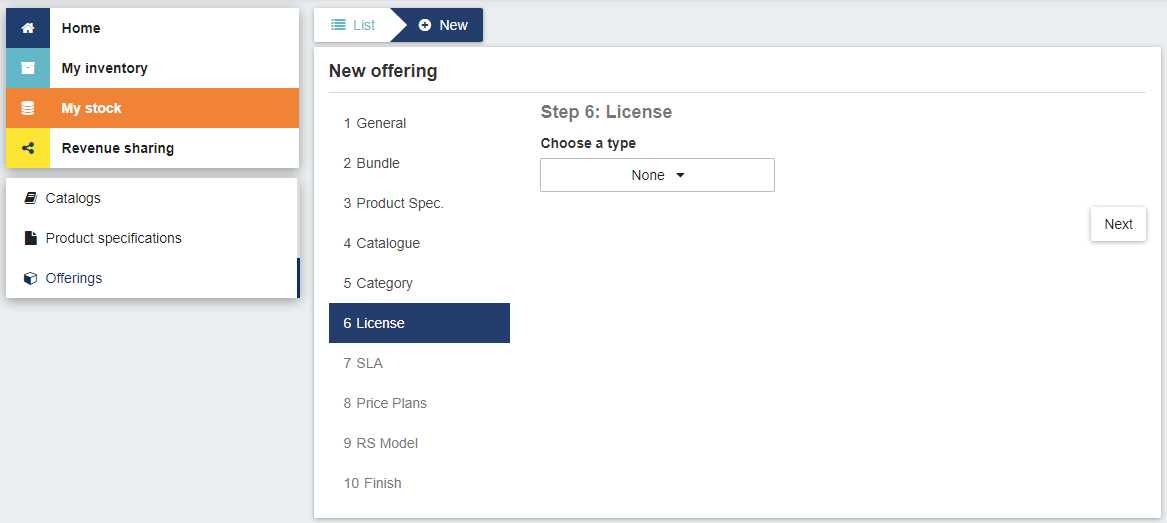 Home
My inventory
My stock
Revenue sharing
Catalogs
Product specifications
Offerings
List
New
New offering
1 General
2 Bundle
3 Product Spec.
4 Catalogue
5 Category
6 License
7 SLA
8 Price Plans
9 RS Model
10 Finish
Step 6: License
Choose a type
None
Next